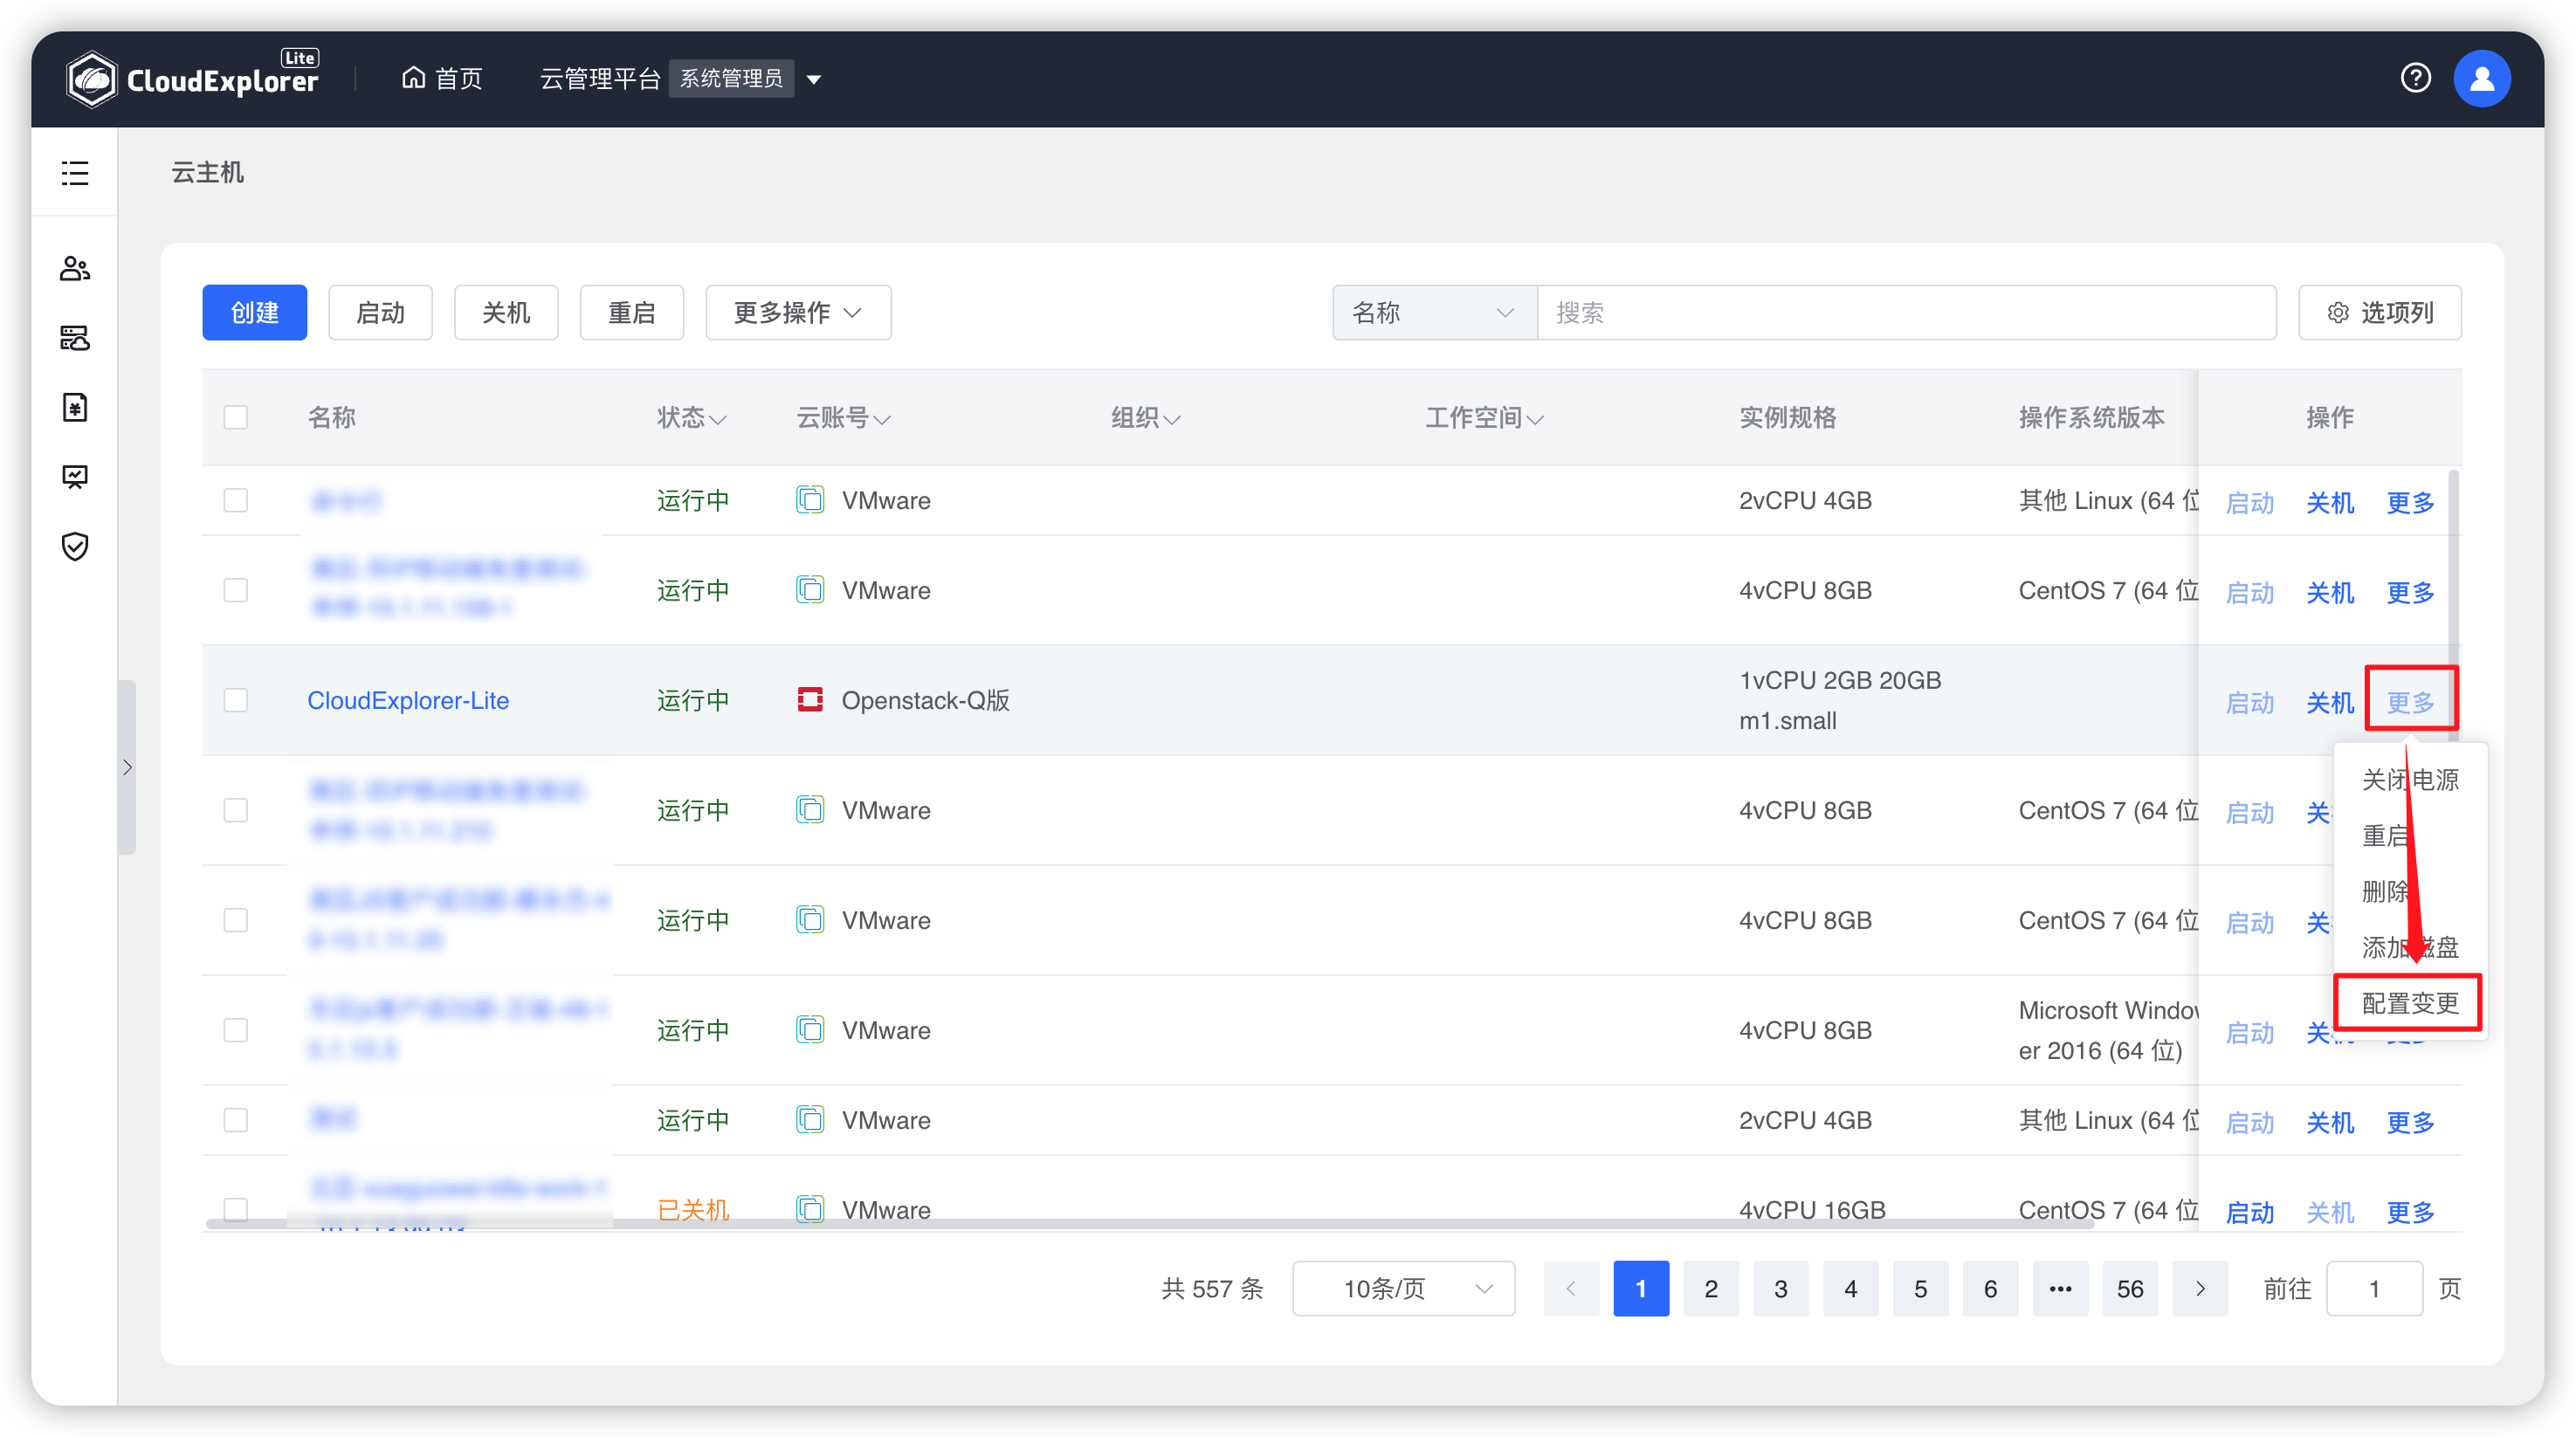 CloudExplorer Lite
首页
云管理平台 系统管理员
云主机
创建 启动 关机 重启 更多操作 名称 搜索 选项列
名称 状态 云账号 组织 工作空间 实例规格 操作系统版本 操作
运行中 VMware 2vCPU 4GB 其他 Linux (64 位 启动 关机 更多
运行中 VMware 4vCPU 8GB CentOS 7 (64 位 启动 关机 更多
CloudExplorer-Lite 运行中 Openstack-Q版 1vCPU 2GB 20GB 启动 关机 更多
m1.small
关闭电源
重启
删除
添加磁盘
配置变更
运行中 VMware 4vCPU 8GB CentOS 7 (64 位 启动
运行中 VMware 4vCPU 8GB CentOS 7 (64 位 启动
运行中 VMware 4vCPU 8GB Microsoft Window 启动
er 2016 (64 位)
运行中 VMware 2vCPU 4GB 其他 Linux (64 位 启动 关机 更多
已关机 VMware 4vCPU 16GB CentOS 7 (64 位 启动 关机 更多
共 557 条 10条/页 1 2 3 4 5 6 ••• 56 前往 1 页